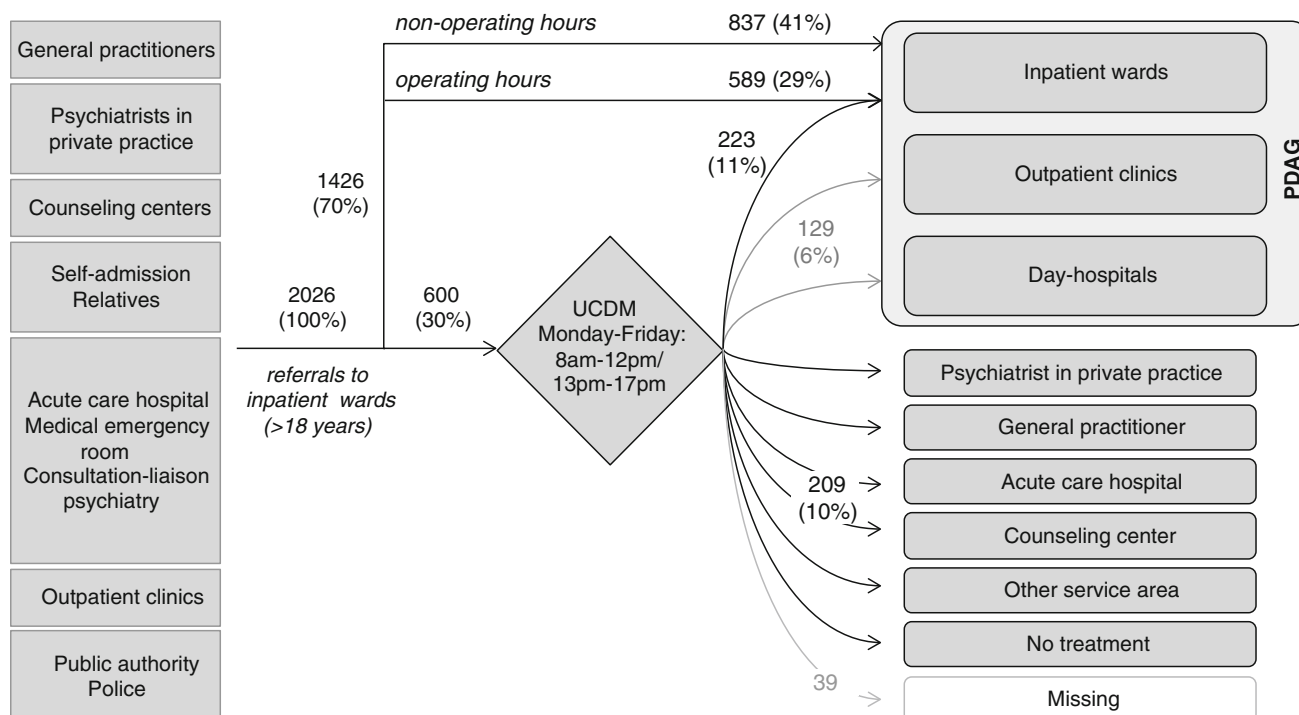 General practitioners
Psychiatrists in
private practice
Counseling centers
Self-admission
Relatives
Acute care hospital
Medical emergency
room
Consultation-liaison
psychiatry
Outpatient clinics
Public authority
Police
non-operating hours
837 (41%)
operating hours
589 (29%)
1426
(70%)
2026
(100%)
600
(30%)
referrals to
inpatient wards
(>18 years)
UCDM
Monday-Friday:
8am-12pm/
13pm-17pm
223
(11%)
129
(6%)
209
(10%)
39
Inpatient wards
Outpatient clinics
Day-hospitals
PDAG
Psychiatrist in private practice
General practitioner
Acute care hospital
Counseling center
Other service area
No treatment
Missing